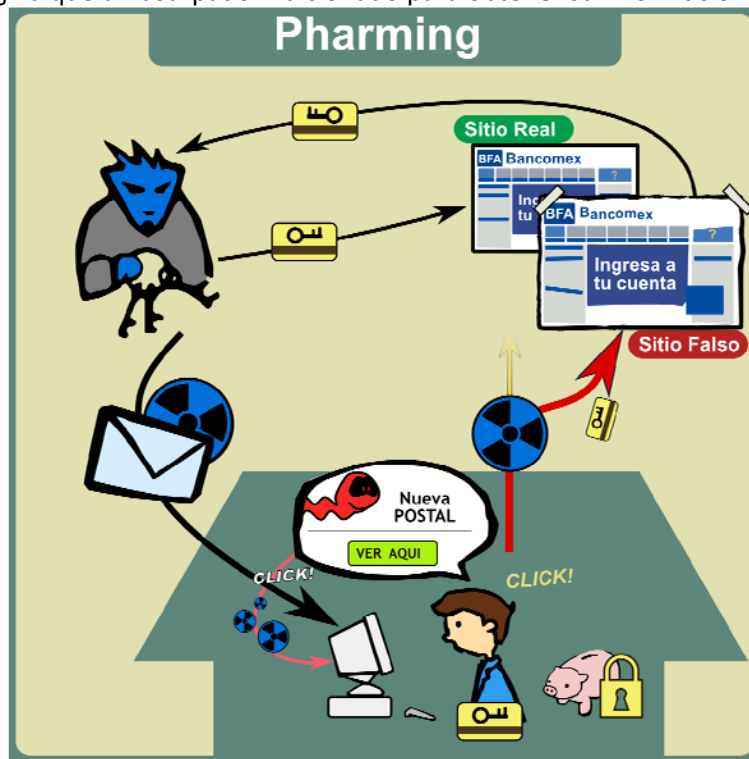 Pharming
Sitio Real
BFA Bancomex
?
BFA Bancomex
?
Ingresa a
tu cuenta
Sitio Falso
Nueva
POSTAL
VER AQUI
CLICK!
CLICK!